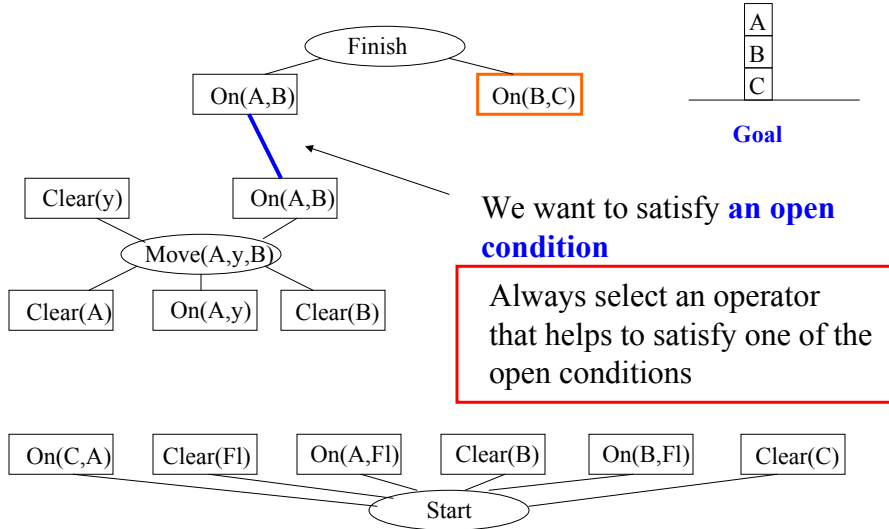 Finish
On(A,B)
On(B,C)
A
B
C
Goal
Clear(y)
On(A,B)
We want to satisfy an open
condition
Move(A,y,B)
Clear(A)
On(A,y)
Clear(B)
Always select an operator
that helps to satisfy one of the
open conditions
On(C,A)
Clear(Fl)
On(A,Fl)
Clear(B)
On(B,Fl)
Clear(C)
Start